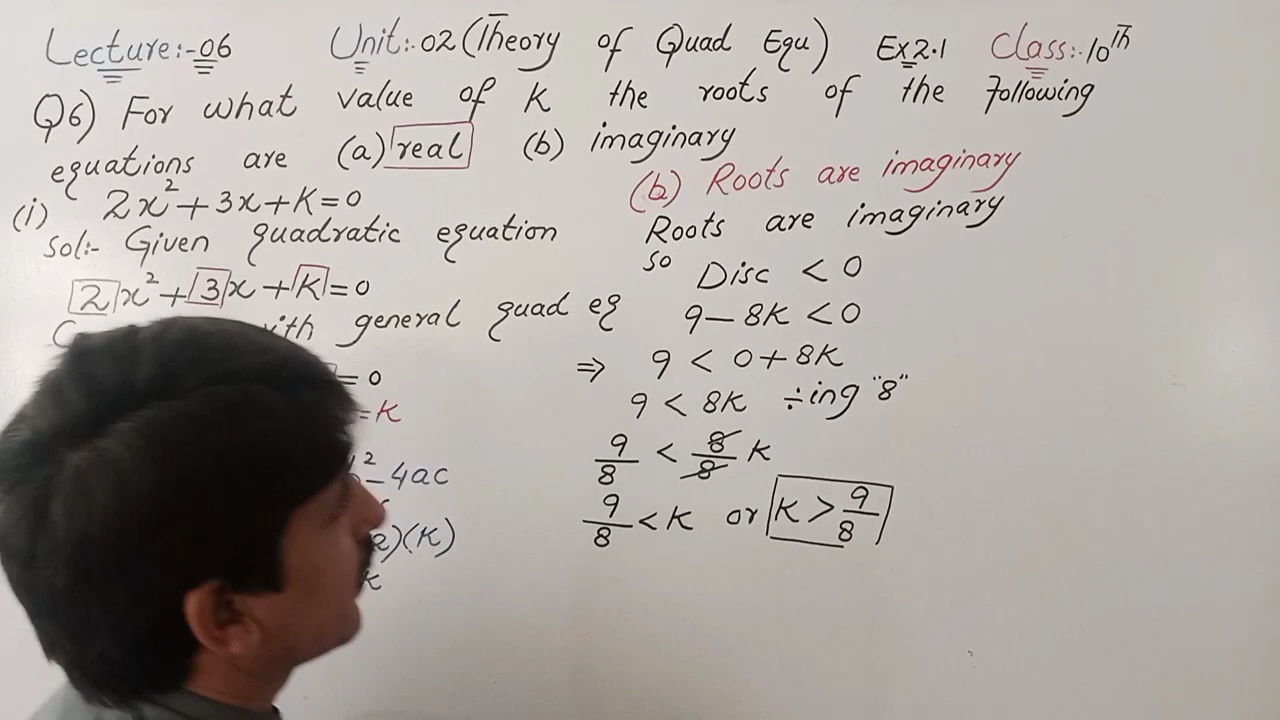 Lecture:-06 Unit:-02 (Theory of Quad Equ) Ex2.1 Class:-10th
Q6) For what value of K the roots of the following
equations are (a) real (b) imaginary
(i) 2x²+3x+K=0
Sol:- Given quadratic equation
2x²+3x+K=0
with general quad eq
= 0
=K
²-4ac
)(K)
K
(b) Roots are imaginary
Roots are imaginary
so Disc < 0
9-8K <0
⇒ 9 < 0+8K
9 < 8K ÷ing "8"
9/8 < 8/8 K
9/8 <K or K > 9/8